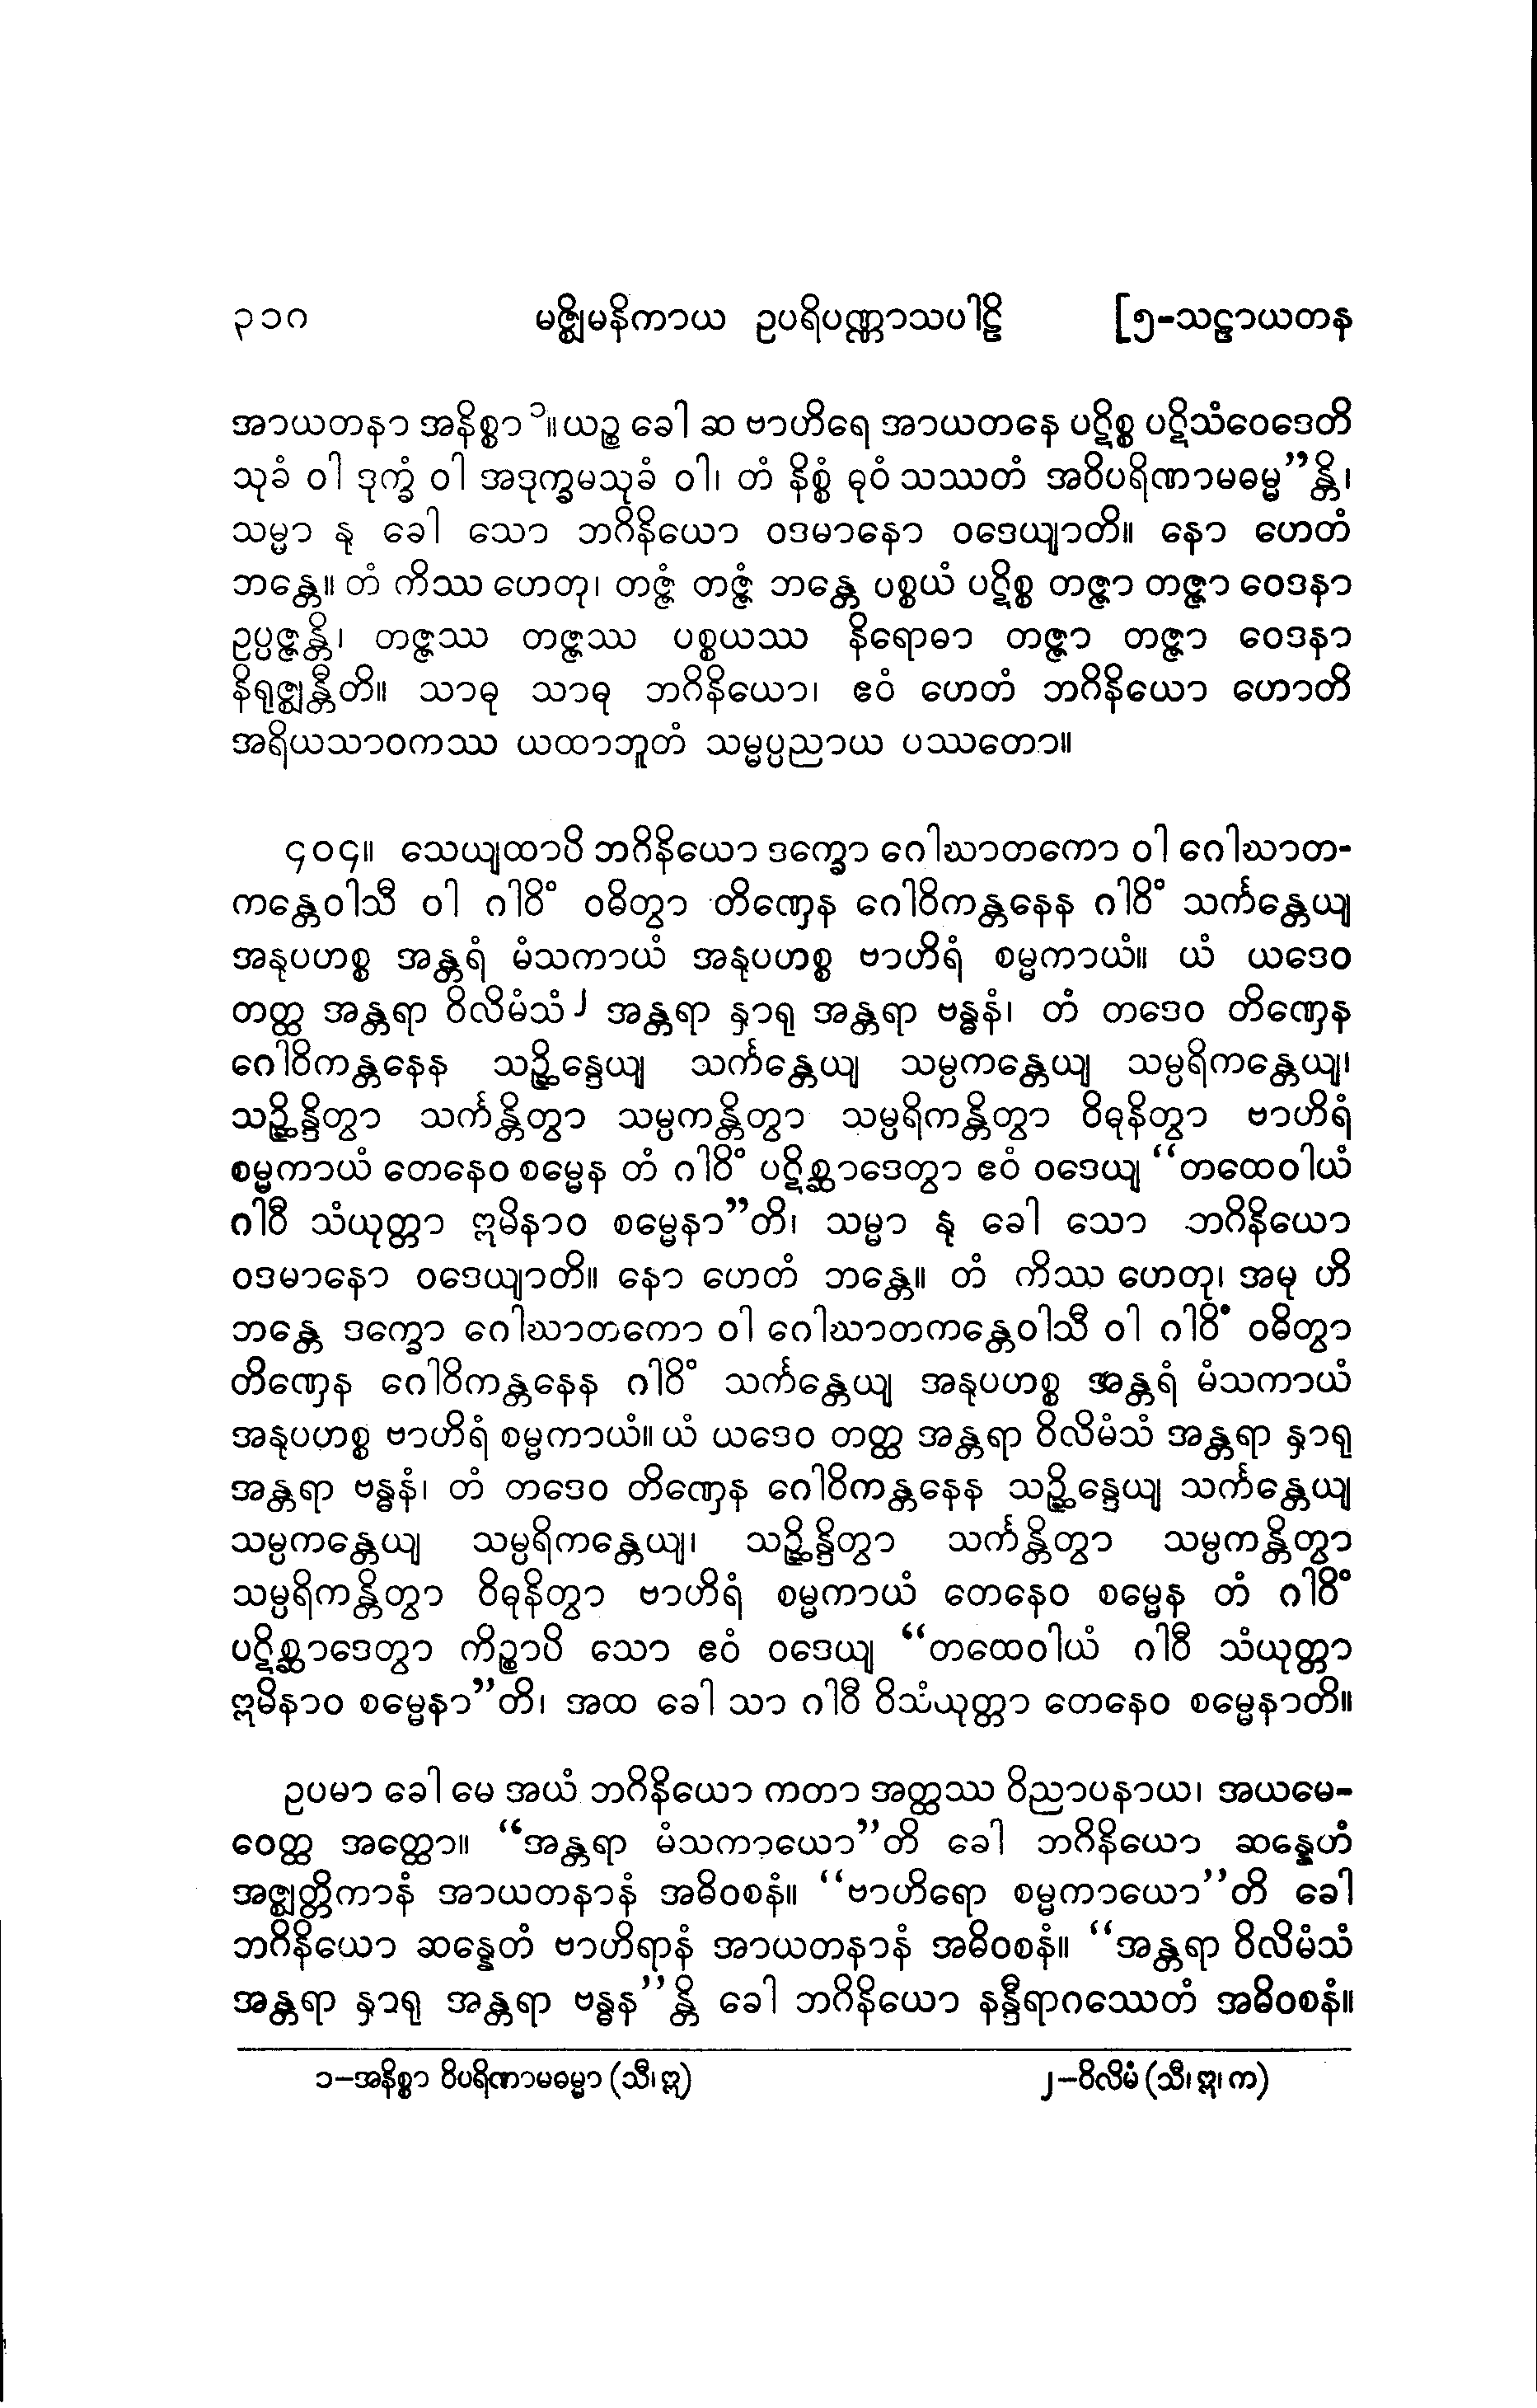 ၃၁ဂ မဇ္ဈိမနိကာယ ဥပရိပဏ္ဏာသပါဠိ [၅-သဠာယတန
အာယတနာ အနိစ္စာ၁။ ယဉ္စ ခေါ ဆ ဗာဟိရေ အာယတနေ ပဋိစ္စ ပဋိသံဝေဒေတိ
သုခံ ဝါ ဒုက္ခံ ဝါ အဒုက္ခမသုခံ ဝါ၊ တံ နိစ္စံ ဓုဝံ သဿတံ အဝိပရိဏာမဓမ္မ”န္တိ၊
သမ္မာ နု ခေါ သော ဘဂိနိယော ဝဒမာနော ဝဒေယျာတိ။ နော ဟေတံ
ဘန္တေ။ တံ ကိဿ ဟေတု၊ တဇ္ဇံ တဇ္ဇံ ဘန္တေ ပစ္စယံ ပဋိစ္စ တဇ္ဇာ တဇ္ဇာ ဝေဒနာ
ဥပ္ပဇ္ဇန္တိ၊ တဇ္ဇဿ တဇ္ဇဿ ပစ္စယဿ နိရောဓာ တဇ္ဇာ တဇ္ဇာ ဝေဒနာ
နိရုဇ္ဈန္တီတိ။ သာဓု သာဓု ဘဂိနိယော၊ ဧဝံ ဟေတံ ဘဂိနိယော ဟောတိ
အရိယသာဝကဿ ယထာဘူတံ သမ္မပ္ပညာယ ပဿတော။
၄၀၄။ သေယျထာပိ ဘဂိနိယော ဒက္ခော ဂေါဃာတကော ဝါ ဂေါဃာတ-
ကန္တေဝါသီ ဝါ ဂါဝိံ ဝဓိတွာ တိဏှေန ဂေါဝိကန္တနေန ဂါဝိံ သင်္ကန္တေယျ
အနုပဟစ္စ အန္တရံ မံသကာယံ အနုပဟစ္စ ဗာဟိရံ စမ္မကာယံ။ ယံ ယဒေဝ
တတ္ထ အန္တရာ ဝိလိမံသံ၂ အန္တရာ နှာရု အန္တရာ ဗန္ဓနံ၊ တံ တဒေဝ တိဏှေန
ဂေါဝိကန္တနေန သဉ္ဆိန္ဒေယျ သင်္ကန္တေယျ သမ္ပကန္တေယျ သမ္ပရိကန္တေယျ၊
သဉ္ဆိန္ဒိတွာ သင်္ကန္တိတွာ သမ္ပကန္တိတွာ သမ္ပရိကန္တိတွာ ဝိဓုနိတွာ ဗာဟိရံ
စမ္မကာယံ တေနေဝ စမ္မေန တံ ဂါဝိံ ပဋိစ္ဆာဒေတွာ ဧဝံ ဝဒေယျ “တထေဝါယံ
ဂါဝီ သံယုတ္တာ ဣမိနာဝ စမ္မေနာ”တိ၊ သမ္မာ နု ခေါ သော ဘဂိနိယော
ဝဒမာနော ဝဒေယျာတိ။ နော ဟေတံ ဘန္တေ။ တံ ကိဿ ဟေတု၊ အမု ဟိ
ဘန္တေ ဒက္ခော ဂေါဃာတကော ဝါ ဂေါဃာတကန္တေဝါသီ ဝါ ဂါဝိံ ဝဓိတွာ
တိဏှေန ဂေါဝိကန္တနေန ဂါဝိံ သင်္ကန္တေယျ အနုပဟစ္စ အန္တရံ မံသကာယံ
အနုပဟစ္စ ဗာဟိရံ စမ္မကာယံ။ ယံ ယဒေဝ တတ္ထ အန္တရာ ဝိလိမံသံ အန္တရာ နှာရု
အန္တရာ ဗန္ဓနံ၊ တံ တဒေဝ တိဏှေန ဂေါဝိကန္တနေန သဉ္ဆိန္ဒေယျ သင်္ကန္တေယျ
သမ္ပကန္တေယျ သမ္ပရိကန္တေယျ၊ သဉ္ဆိန္ဒိတွာ သင်္ကန္တိတွာ သမ္ပကန္တိတွာ
သမ္ပရိကန္တိတွာ ဝိဓုနိတွာ ဗာဟိရံ စမ္မကာယံ တေနေဝ စမ္မေန တံ ဂါဝိံ
ပဋိစ္ဆာဒေတွာ ကိဉ္စာပိ သော ဧဝံ ဝဒေယျ “တထေဝါယံ ဂါဝီ သံယုတ္တာ
ဣမိနာဝ စမ္မေနာ”တိ၊ အထ ခေါ သာ ဂါဝီ ဝိသံယုတ္တာ တေနေဝ စမ္မေနာတိ။
ဥပမာ ခေါ မေ အယံ ဘဂိနိယော ကတာ အတ္ထဿ ဝိညာပနာယ၊ အယမေ-
ဝေတ္ထ အတ္ထော။ “အန္တရာ မံသကာယော”တိ ခေါ ဘဂိနိယော ဆန္နေဟံ
အဇ္ဈတ္တိကာနံ အာယတနာနံ အဓိဝစနံ။ “ဗာဟိရော စမ္မကာယော”တိ ခေါ
ဘဂိနိယော ဆန္နေတံ ဗာဟိရာနံ အာယတနာနံ အဓိဝစနံ။ “အန္တရာ ဝိလိမံသံ
အန္တရာ နှာရု အန္တရာ ဗန္ဓန”န္တိ ခေါ ဘဂိနိယော နန္ဒီရာဂဿေတံ အဓိဝစနံ။
၁–အနိစ္စာ ဝိပရိဏာမဓမ္မာ (သီ၊ ဣ) ၂–ဝိလိမံ (သီ၊ ဣ၊ က)